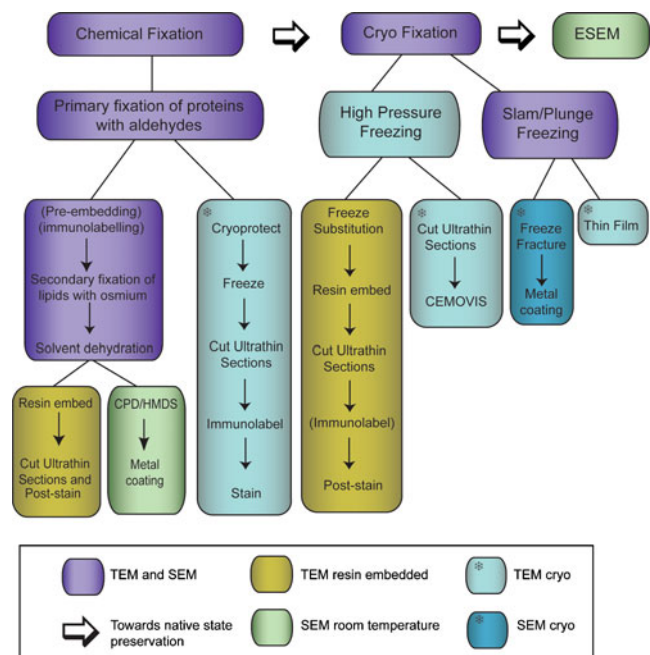 Chemical Fixation
Cryo Fixation
ESEM
Primary fixation of proteins
with aldehydes
High Pressure
Freezing
Slam/Plunge
Freezing
(Pre-embedding)
(immunolabelling)
Secondary fixation of
lipids with osmium
Solvent dehydration
Resin embed
Cut Ultrathin
Sections and
Post-stain
CPD/HMDS
Metal
coating
Cryoprotect
Freeze
Cut Ultrathin
Sections
Immunolabel
Stain
Freeze
Substitution
Resin embed
Cut Ultrathin
Sections
(Immunolabel)
Post-stain
Cut Ultrathin
Sections
CEMOVIS
Freeze
Fracture
Metal
coating
Thin Film
TEM and SEM
TEM resin embedded
TEM cryo
Towards native state
preservation
SEM room temperature
SEM cryo